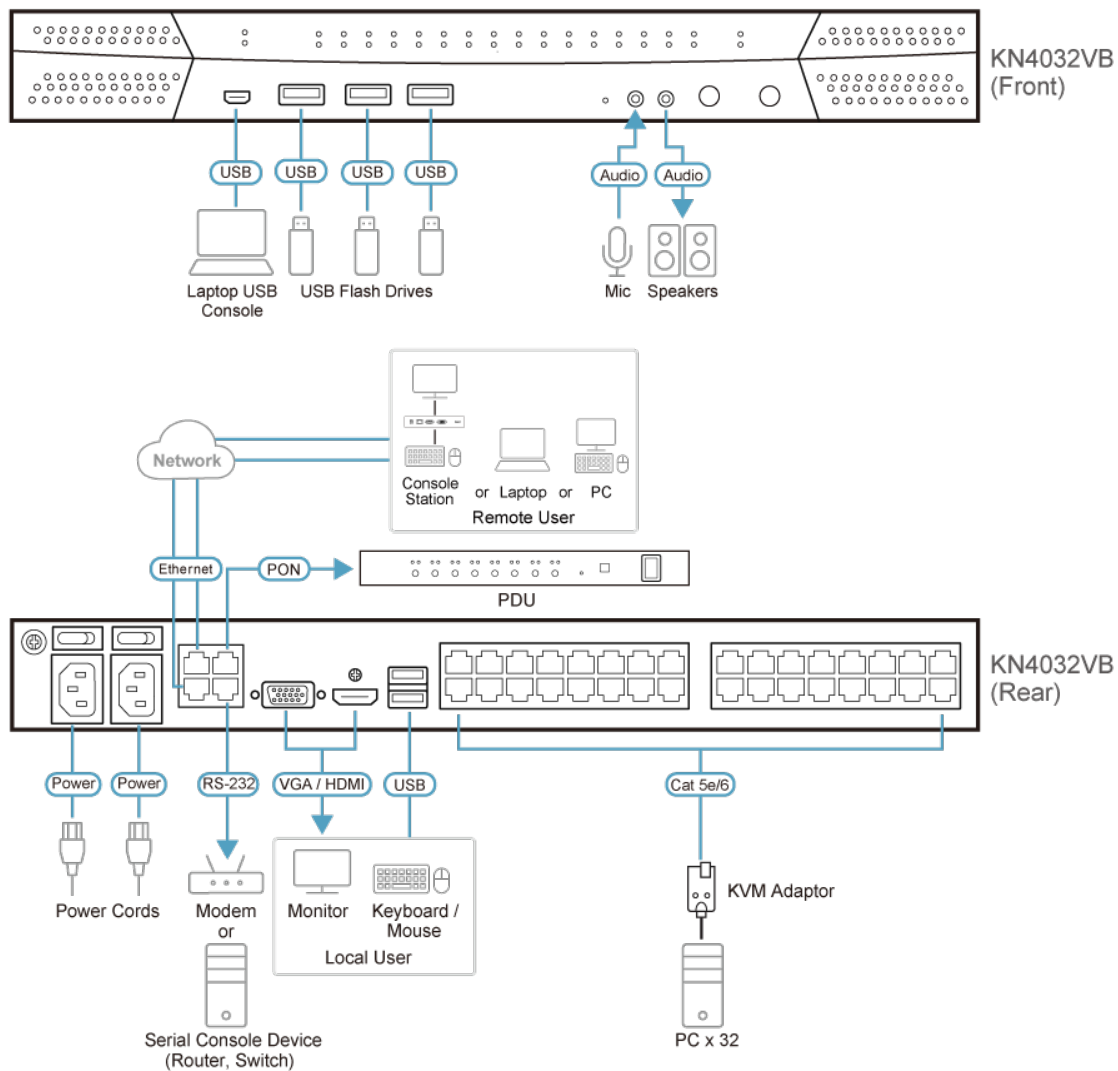 KN4032VB
(Front)
USB
USB
USB
USB
Audio
Audio
Laptop USB
Console
USB Flash Drives
Mic
Speakers
Network
Console
Station
or
Laptop
or
PC
Remote User
Ethernet
PON
PDU
KN4032VB
(Rear)
Power
Power
RS-232
VGA / HDMI
USB
Cat 5e/6
KVM Adaptor
Power Cords
Modem
or
Monitor
Keyboard /
Mouse
Local User
Serial Console Device
(Router, Switch)
PC x 32